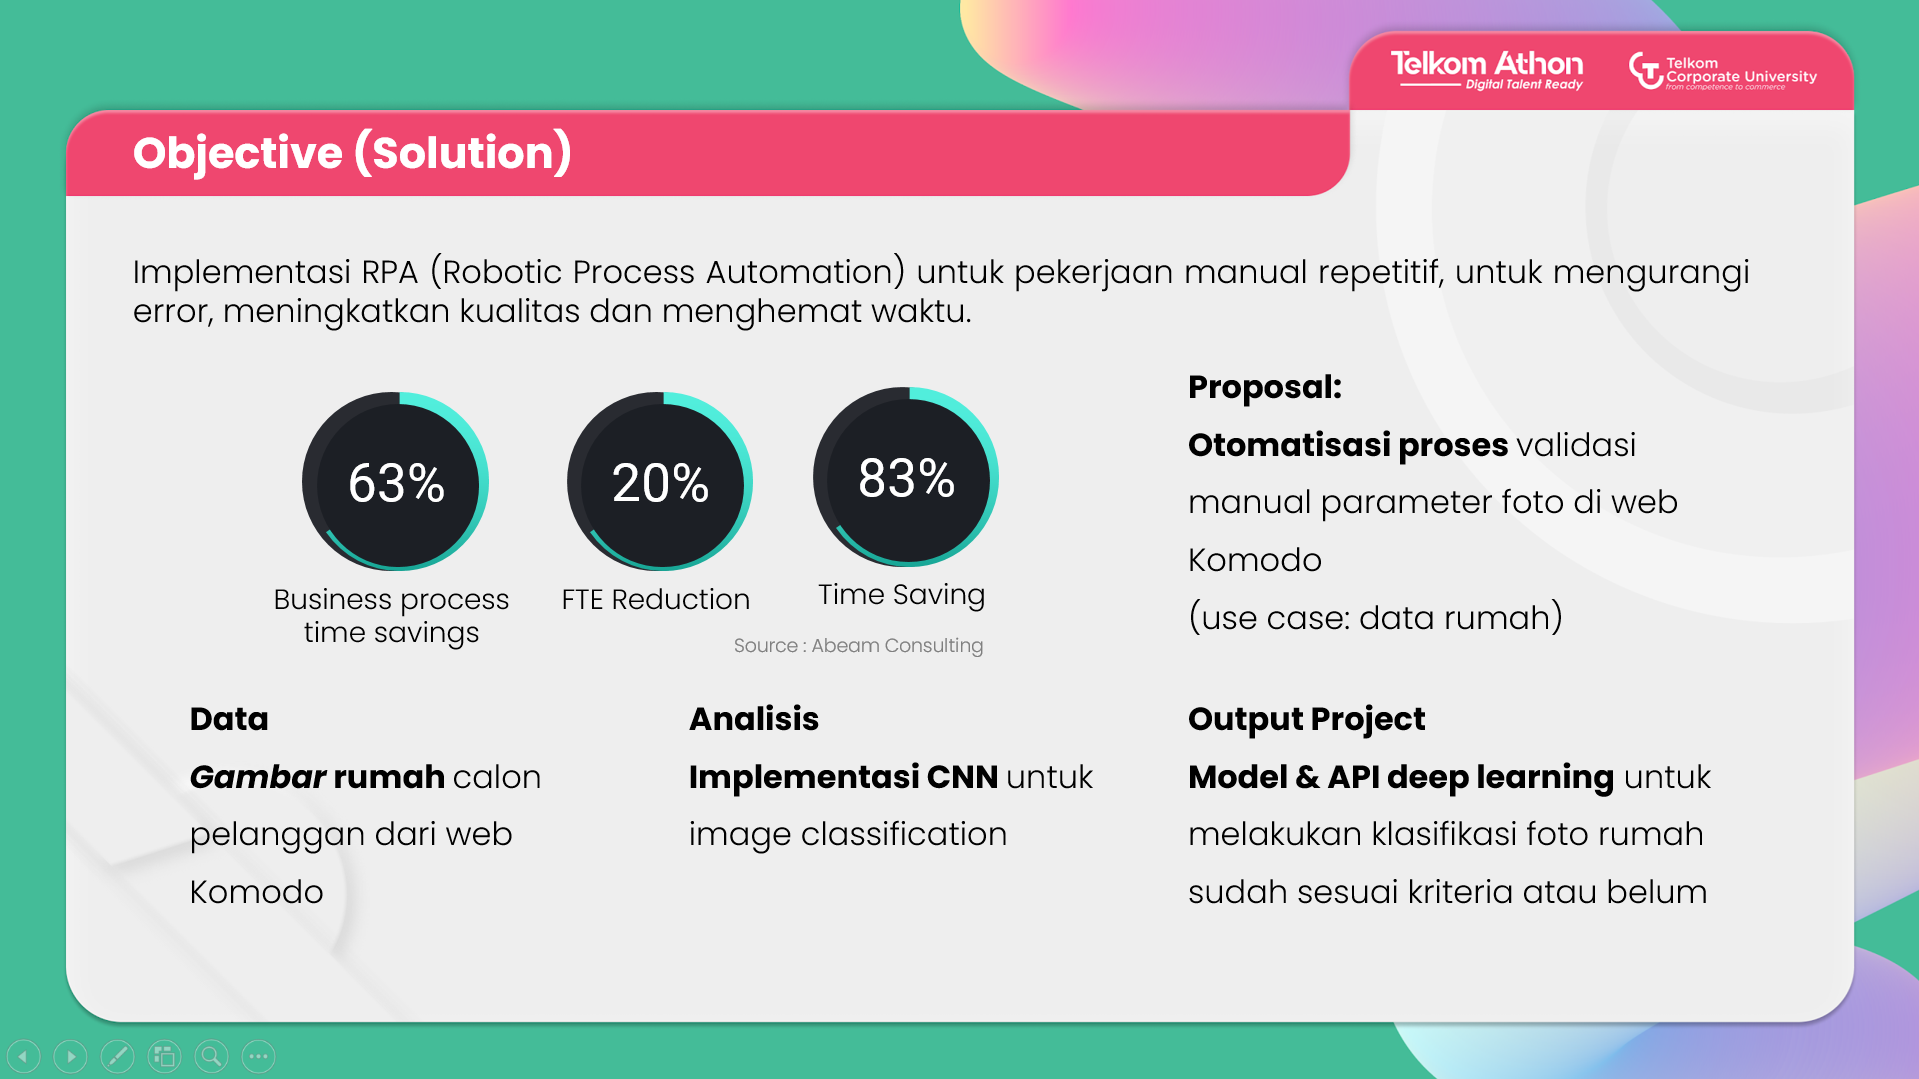 Telkom Athon
Digital Talent Ready
Telkom
Corporate University
from competence to commerce
Objective (Solution)
Implementasi RPA (Robotic Process Automation) untuk pekerjaan manual repetitif, untuk mengurangi
error, meningkatkan kualitas dan menghemat waktu.
63%
Business process
time savings
20%
FTE Reduction
83%
Time Saving
Source : Abeam Consulting
Proposal:
Otomatisasi proses validasi
manual parameter foto di web
Komodo
(use case: data rumah)
Data
Gambar rumah calon
pelanggan dari web
Komodo
Analisis
Implementasi CNN untuk
image classification
Output Project
Model & API deep learning untuk
melakukan klasifikasi foto rumah
sudah sesuai kriteria atau belum